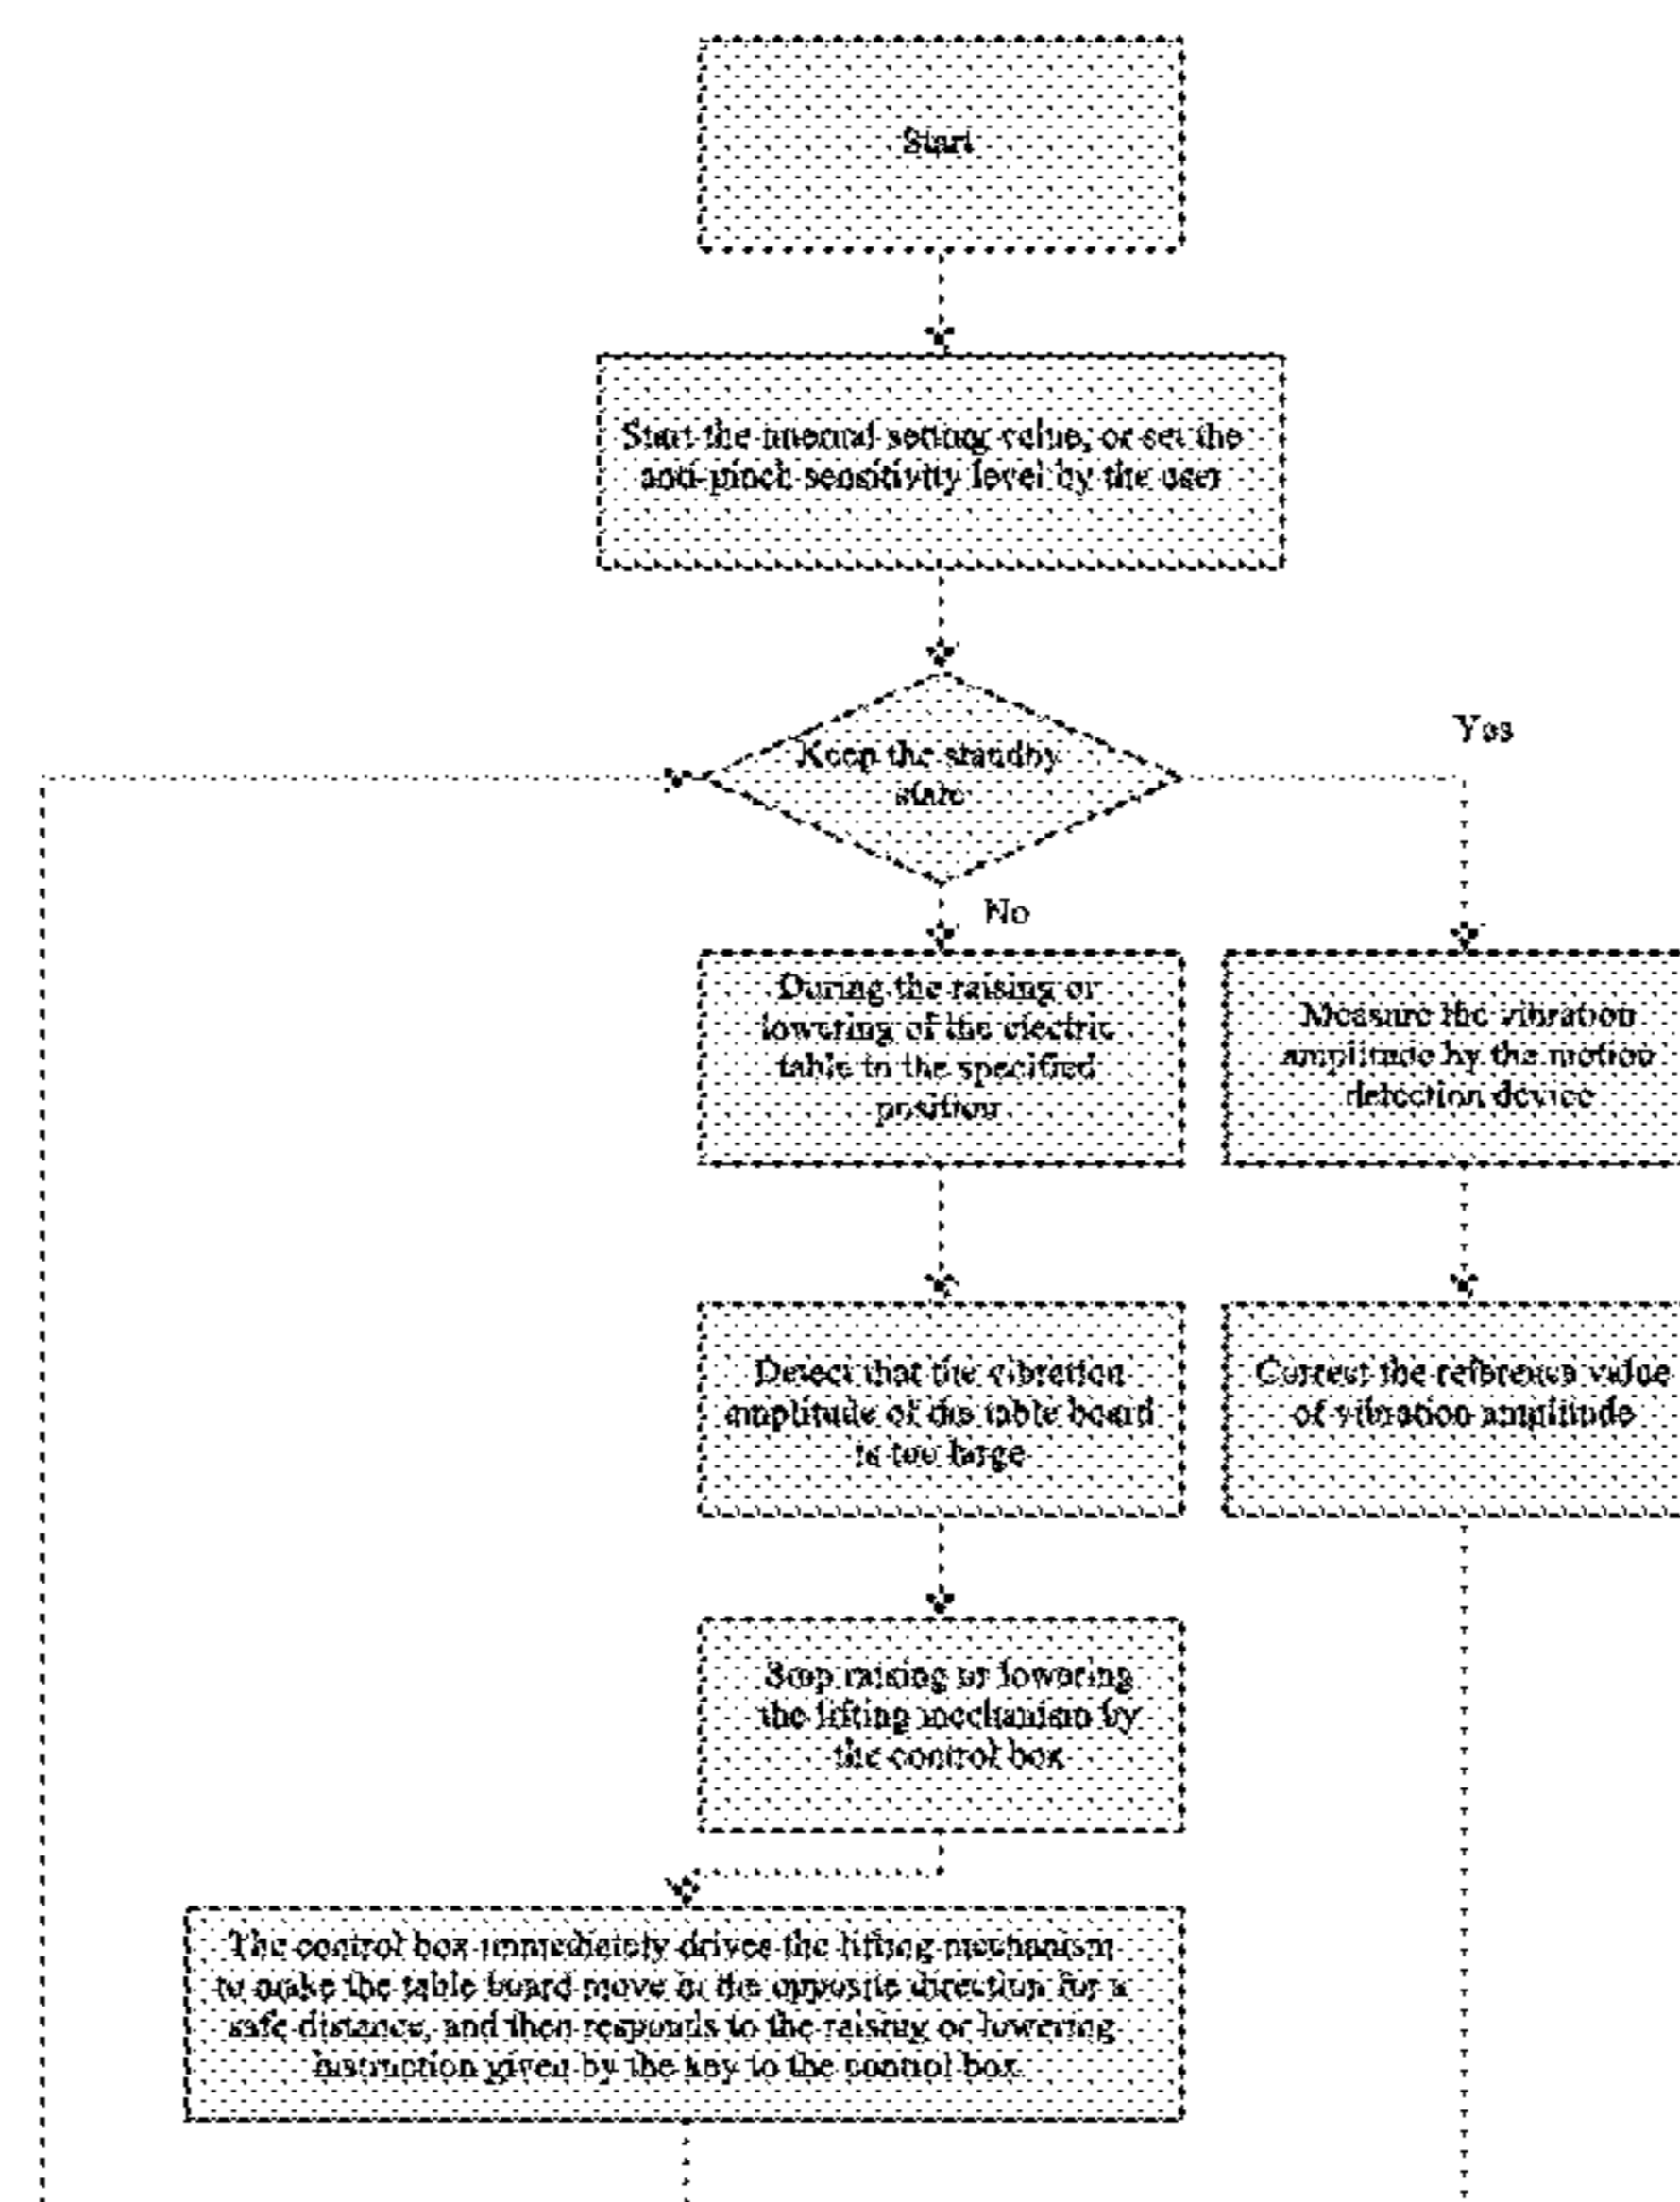 Start
Start the internal setting value, or set the
anti-pinch sensitivity level by the user
Keep the standby
state
Yes
No
During the raising or
lowering of the electric
table to the specified
position
Measure the vibration
amplitude by the motion
detection device
Detect that the vibration
amplitude of the table board
is too large
Correct the reference value
of vibration amplitude
Stop raising or lowering
the lifting mechanism by
the control box
The control box immediately drives the lifting mechanism
to make the table board move in the opposite direction for a
safe distance, and then responds to the raising or lowering
instruction given by the key to the control box